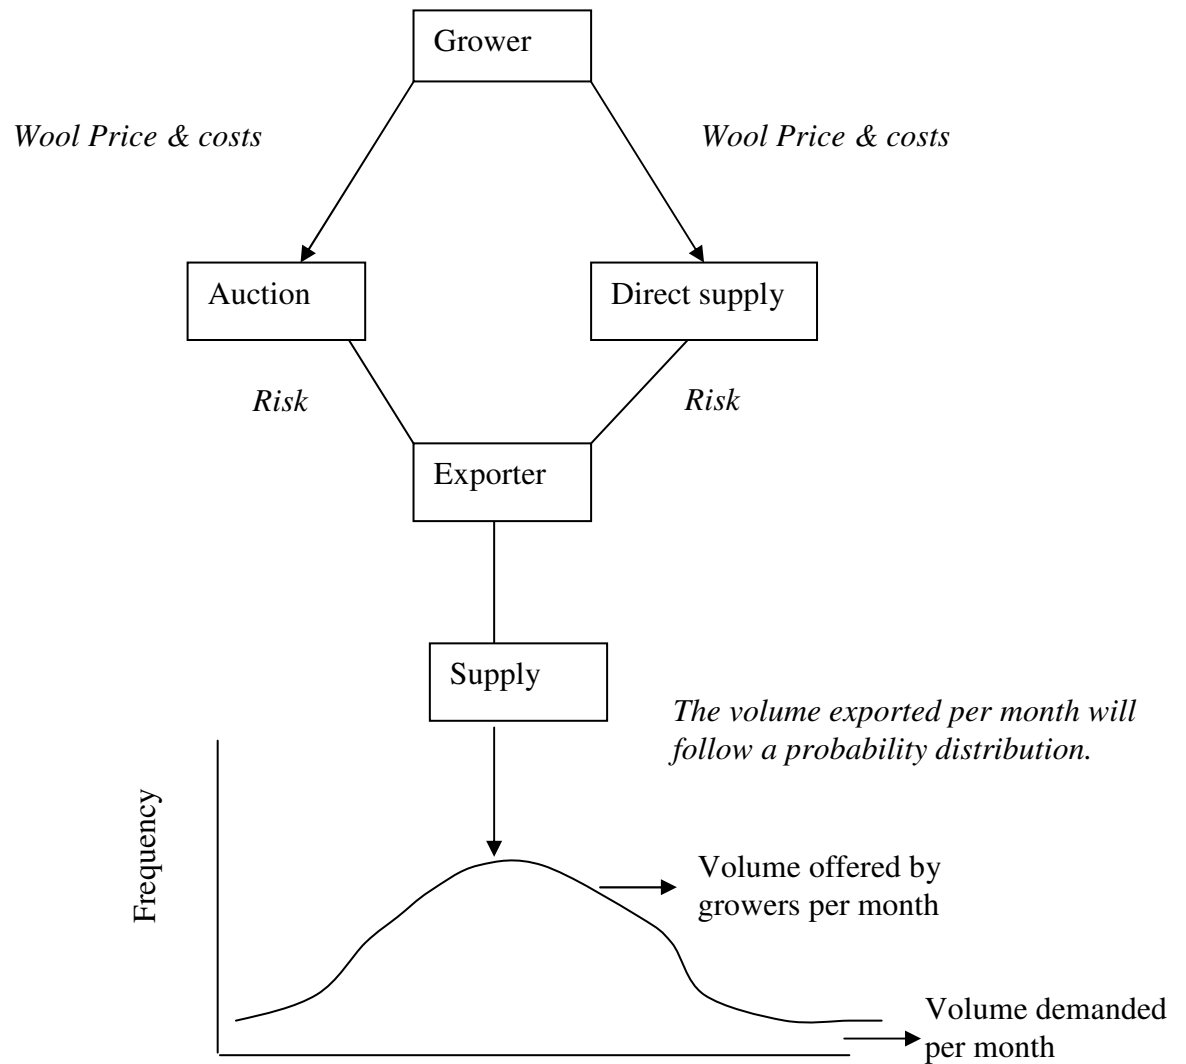 Grower
Wool Price & costs
Wool Price & costs
Auction
Direct supply
Risk
Risk
Exporter
Supply
The volume exported per month will
follow a probability distribution.
Frequency
Volume offered by
growers per month
Volume demanded
per month